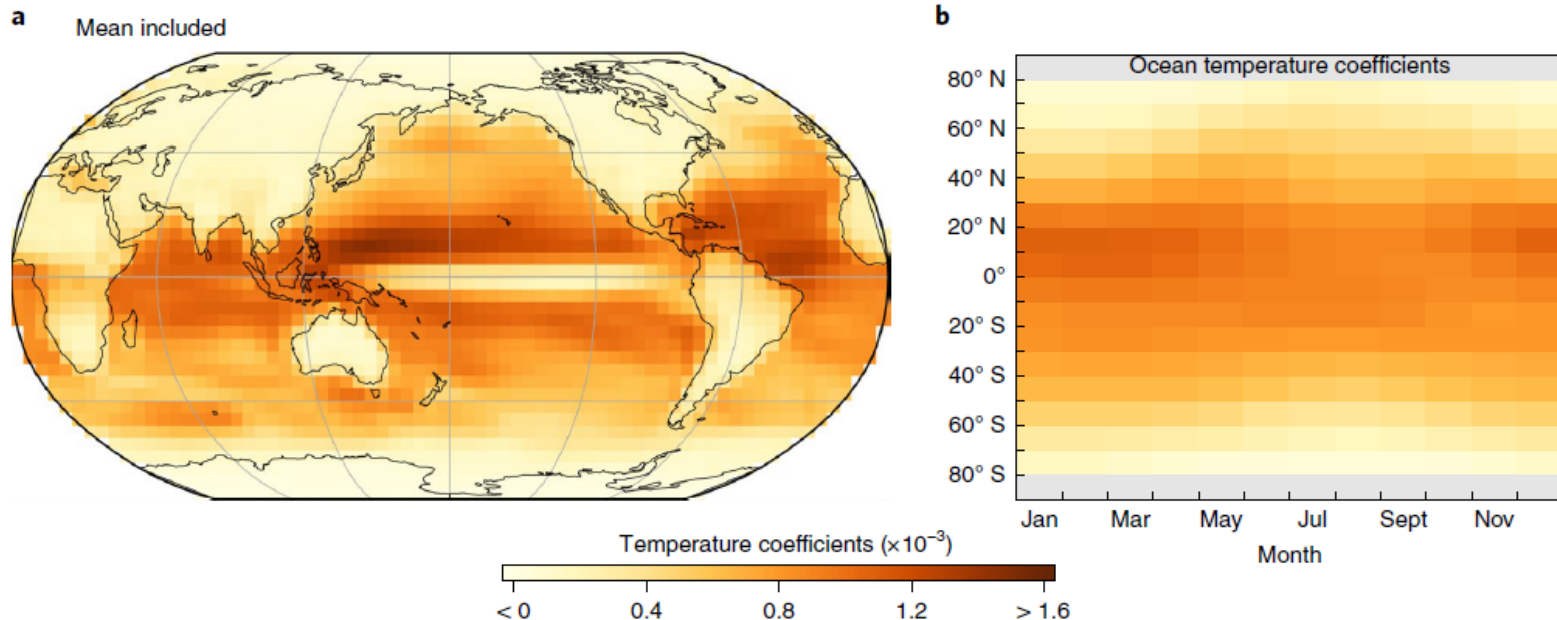 a
Mean included
b
Ocean temperature coefficients
80° N
60° N
40° N
20° N
0°
20° S
40° S
60° S
80° S
Jan Mar May Jul Sept Nov
Month
Temperature coefficients (×10⁻³)
< 0 0.4 0.8 1.2 > 1.6